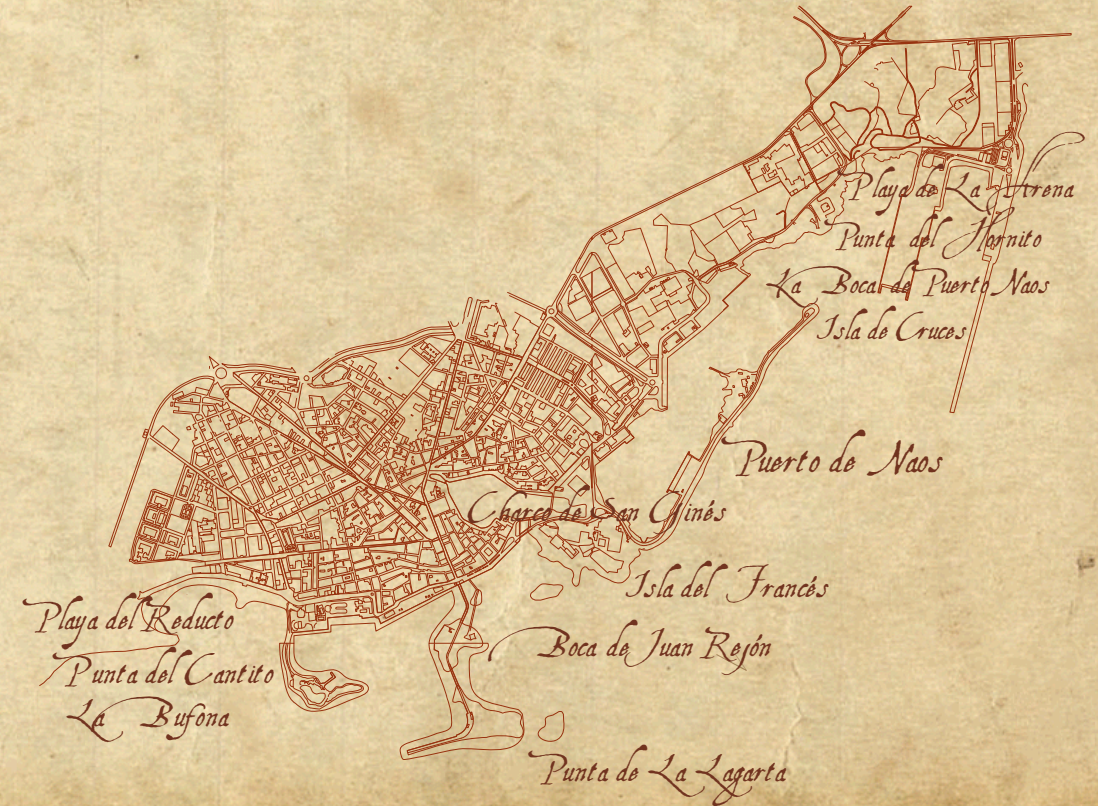 Playa de La Arena
Punta del Hornito
La Boca de Puerto Naos
Isla de Cruces
Puerto de Naos
Charco de San Ginés
Isla del Francés
Playa del Reducto
Boca de Juan Rejón
Punta del Cantito
La Bufona
Punta de La Lagarta